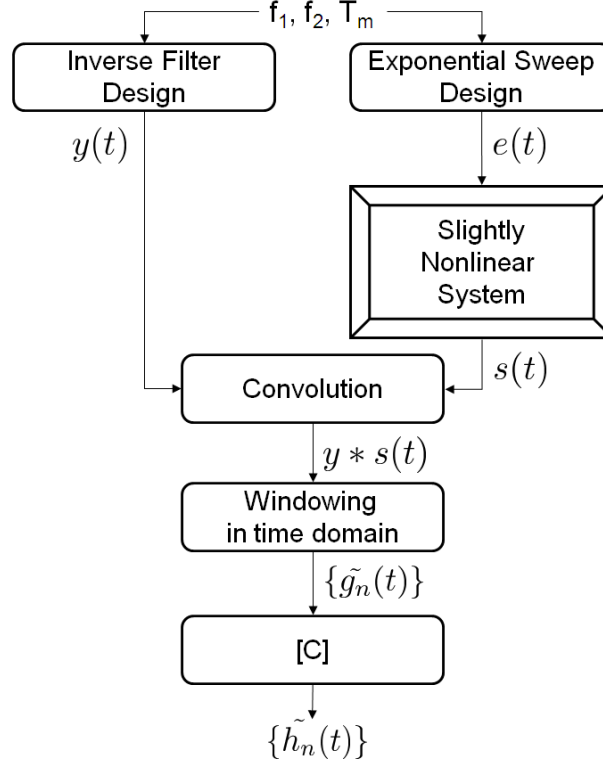 f₁, f₂, Tₘ
Inverse Filter
Design
Exponential Sweep
Design
y(t)
e(t)
Slightly
Nonlinear
System
s(t)
Convolution
y ∗ s(t)
Windowing
in time domain
{g̃ₙ(t)}
[C]
{h̃ₙ(t)}